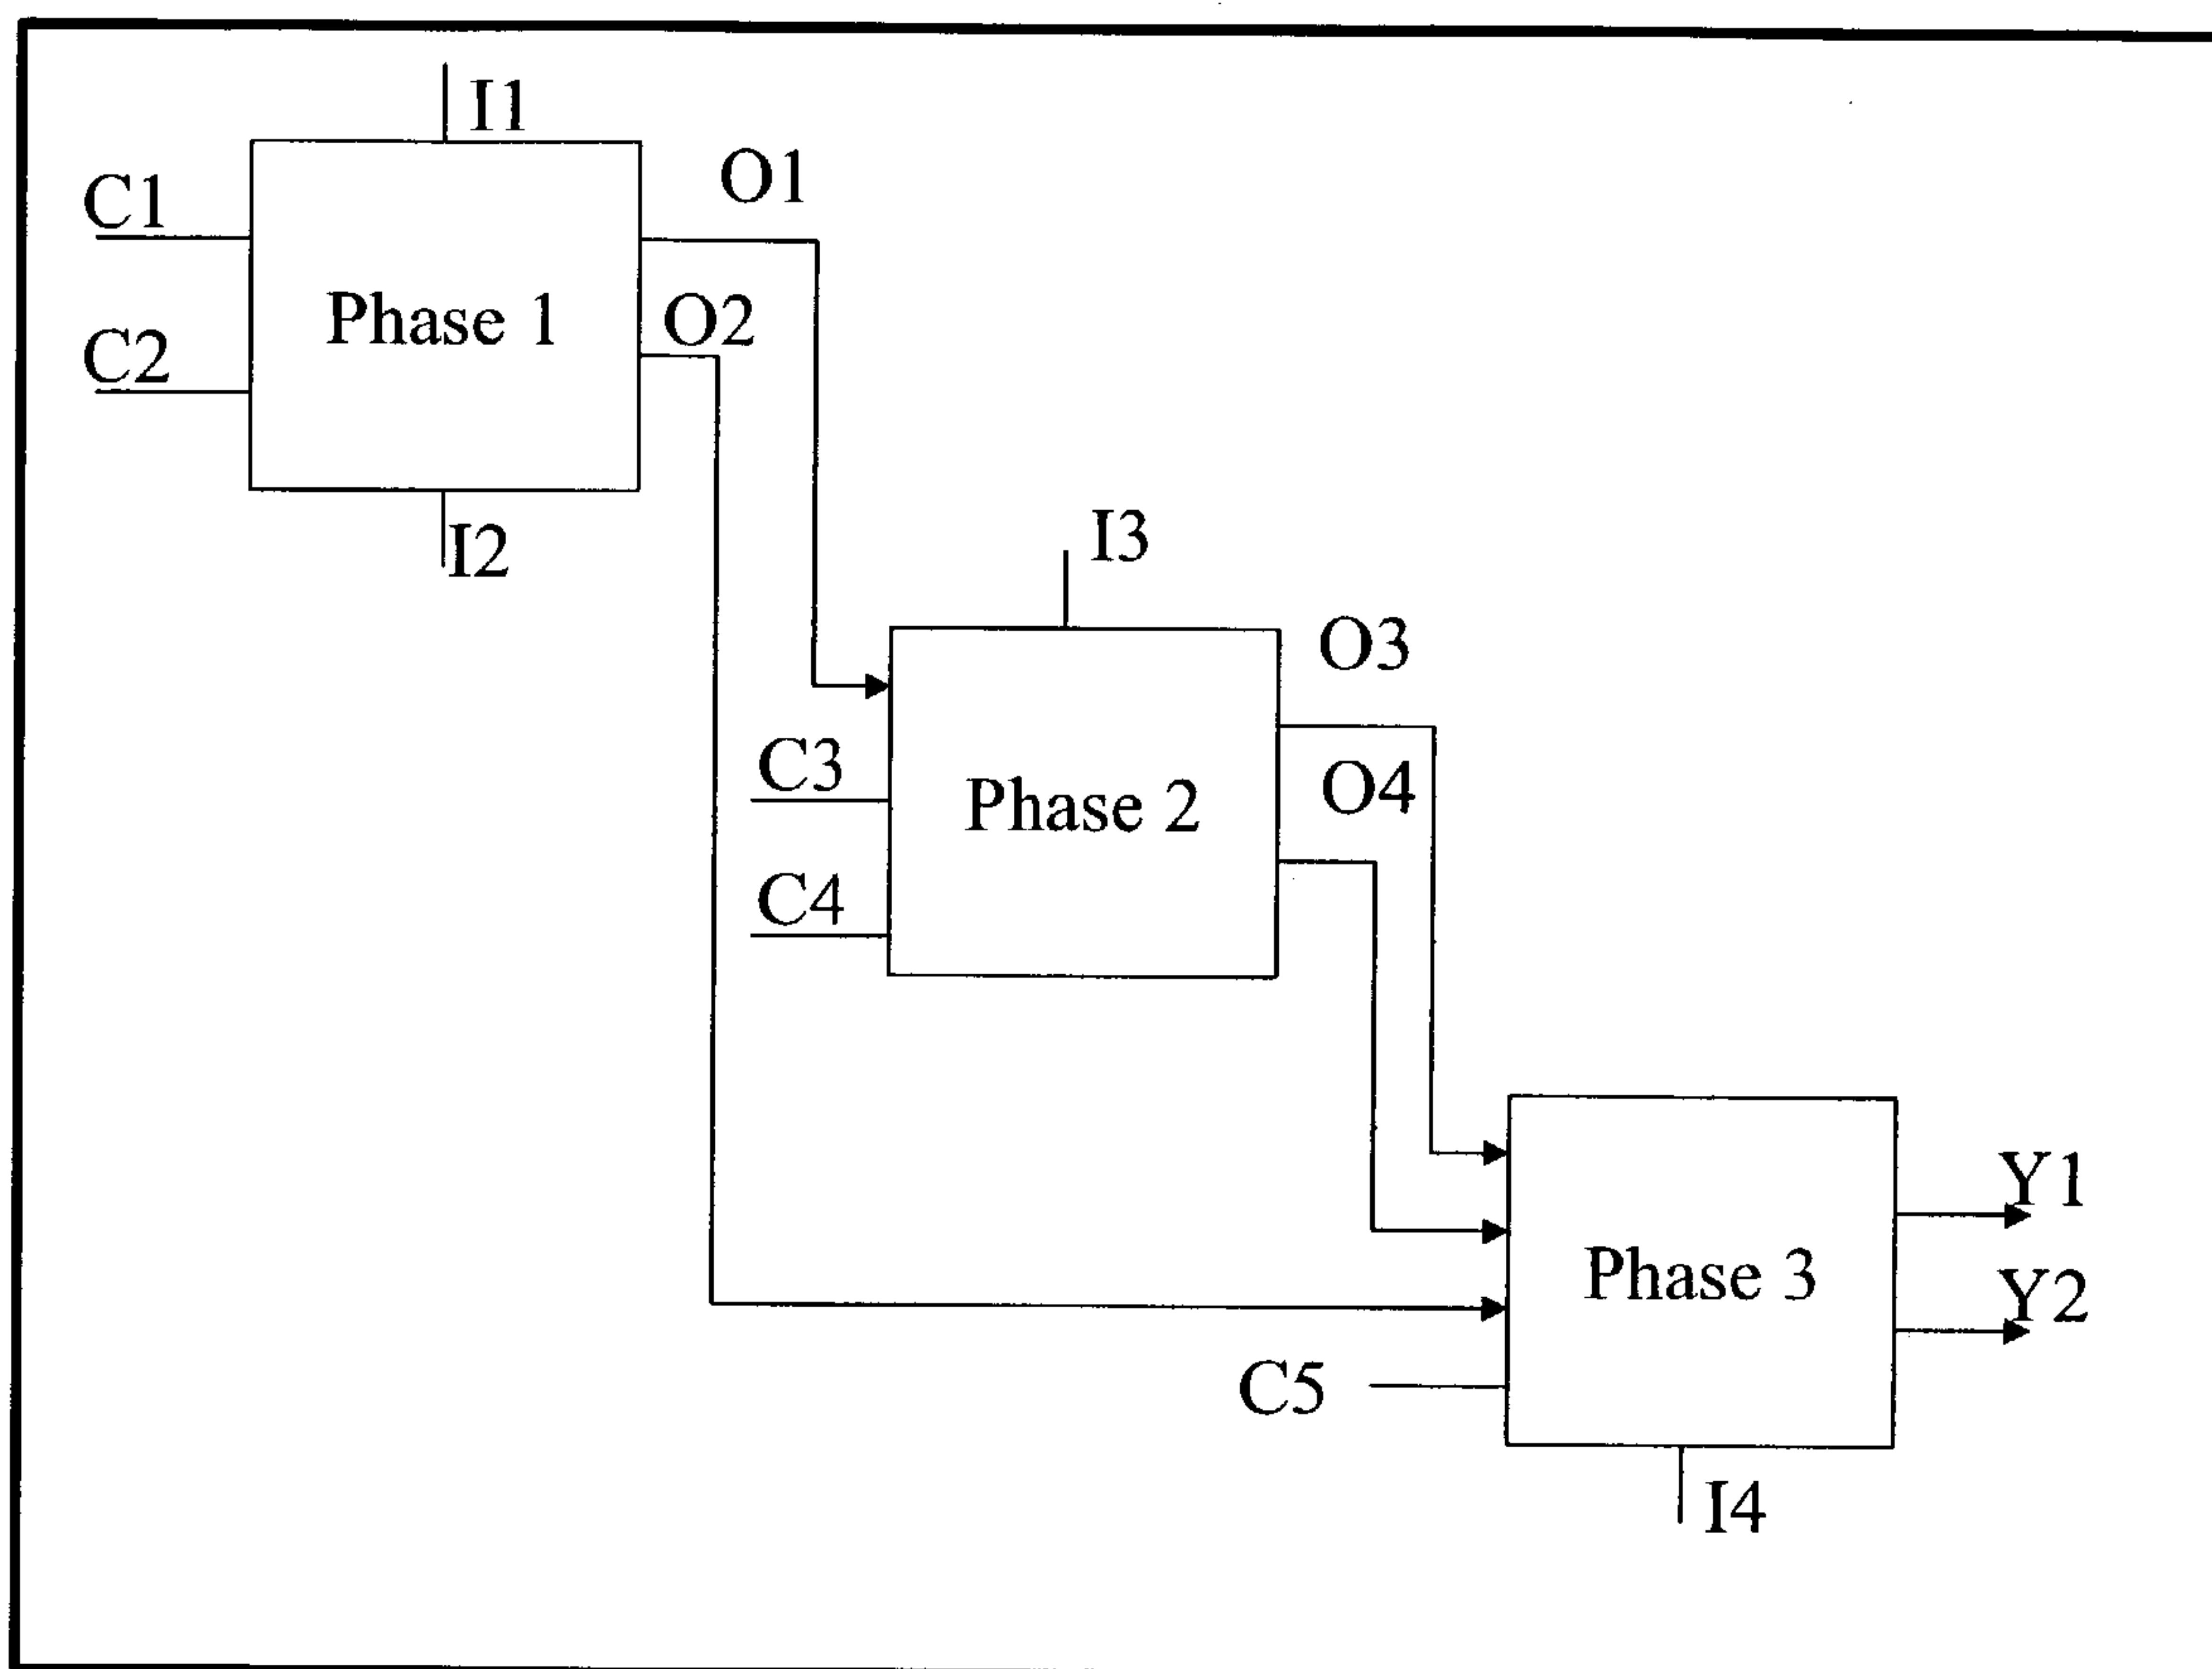 I1
C1
O1
Phase 1
O2
C2
I2
I3
O3
C3
O4
Phase 2
C4
Y1
Phase 3
Y2
C5
I4